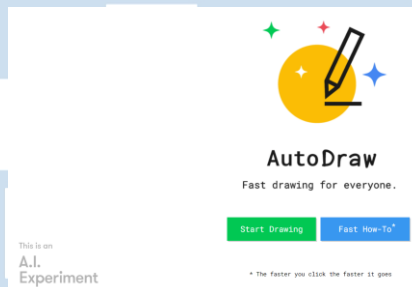 AutoDraw
Fast drawing for everyone.
Start Drawing
Fast How-To*
This is an
A.I.
Experiment
* The faster you click the faster it goes